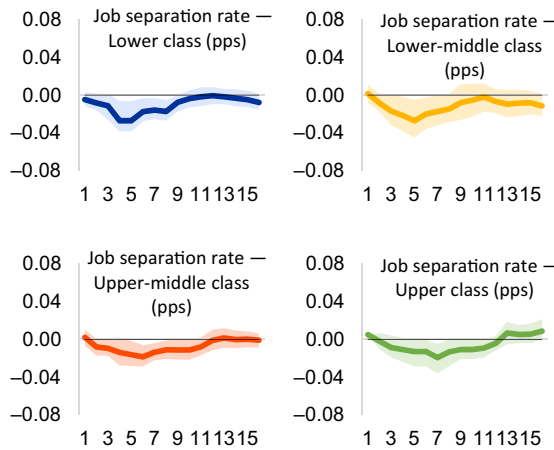 Job separation rate —
Lower class (pps)
0.08
0.04
0.00
–0.04
–0.08
1 3 5 7 9 11 13 15
Job separation rate —
Lower-middle class
(pps)
0.08
0.04
0.00
–0.04
–0.08
1 3 5 7 9 11 13 15
Job separation rate —
Upper-middle class
(pps)
0.08
0.04
0.00
–0.04
–0.08
1 3 5 7 9 11 13 15
Job separation rate —
Upper class (pps)
0.08
0.04
0.00
–0.04
–0.08
1 3 5 7 9 11 13 15